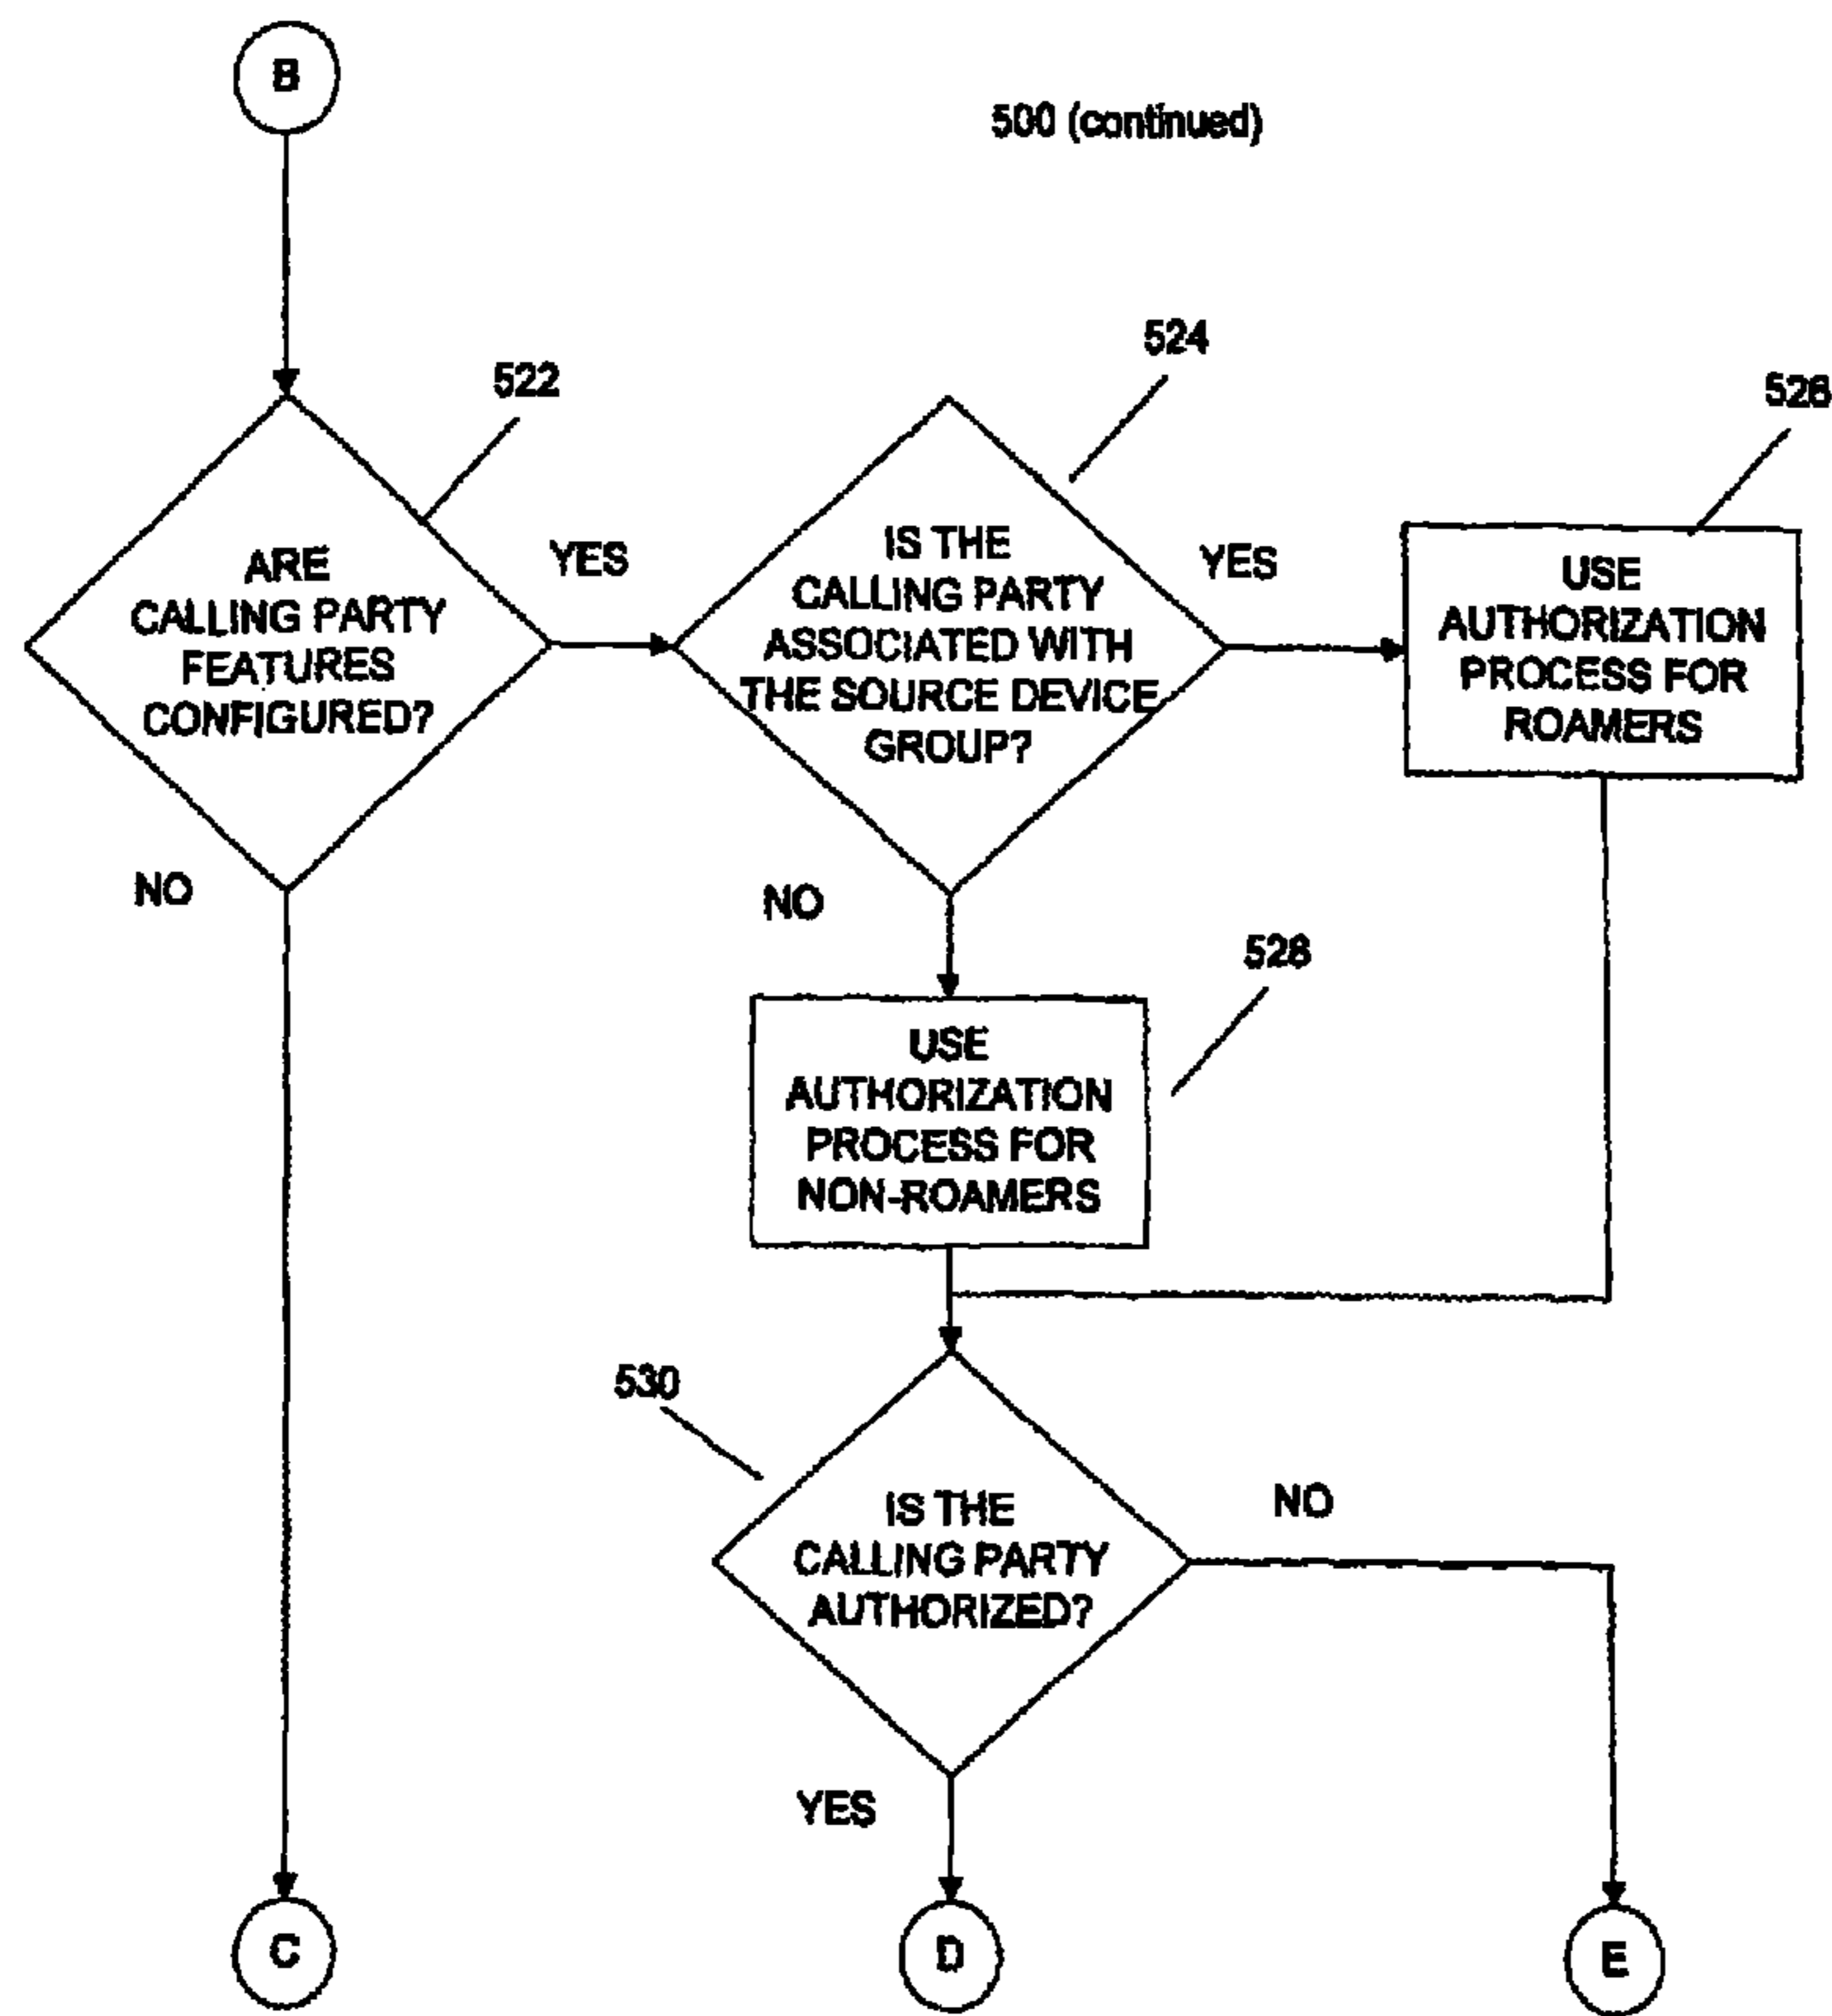 B
500 (continued)
522
524
526
ARE
CALLING PARTY
FEATURES
CONFIGURED?
YES
IS THE
CALLING PARTY
ASSOCIATED WITH
THE SOURCE DEVICE
GROUP?
YES
USE
AUTHORIZATION
PROCESS FOR
ROAMERS
NO
NO
528
USE
AUTHORIZATION
PROCESS FOR
NON-ROAMERS
530
IS THE
CALLING PARTY
AUTHORIZED?
NO
YES
C
D
E